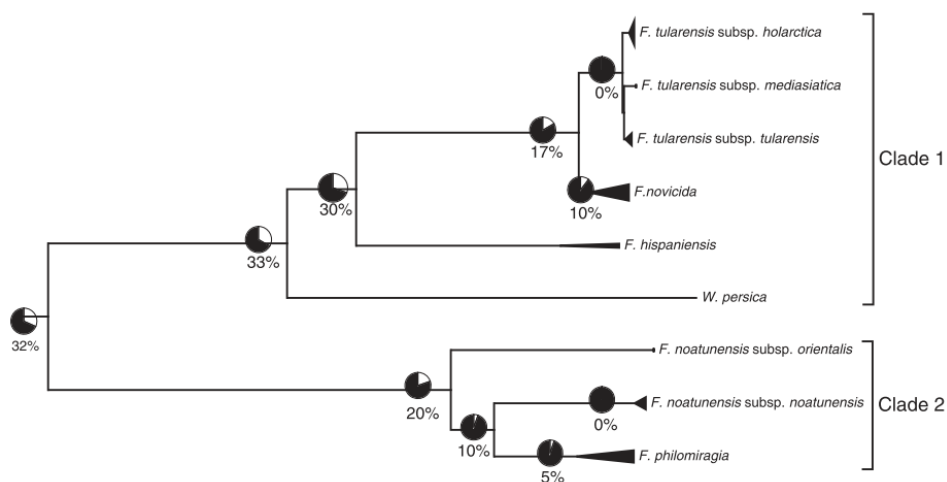 F. tularensis subsp. holarctica
0%
F. tularensis subsp. mediasiatica
17%
F. tularensis subsp. tularensis
Clade 1
30%
10%
F.novicida
33%
F. hispaniensis
W. persica
32%
F. noatunensis subsp. orientalis
20%
F. noatunensis subsp. noatunensis
Clade 2
0%
10%
F. philomiragia
5%